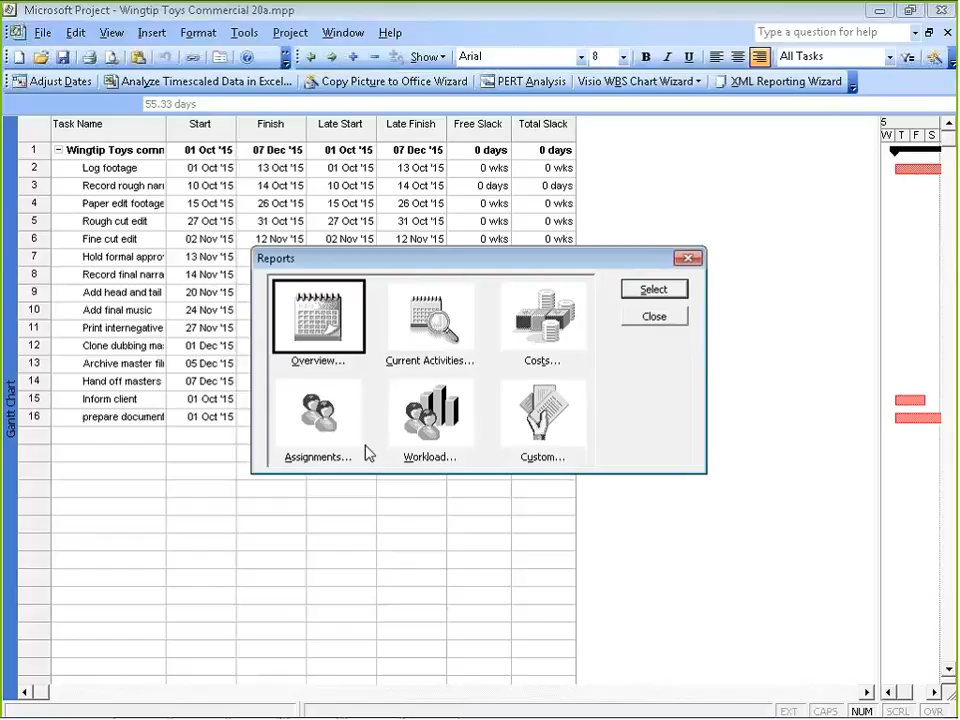 Microsoft Project - Wingtip Toys Commercial 20a.mpp
File Edit View Insert Format Tools Project Window Help Type a question for help
Show Arial 8 B I U All Tasks
Adjust Dates Analyze Timescaled Data in Excel... Copy Picture to Office Wizard PERT Analysis Visio WBS Chart Wizard XML Reporting Wizard
55.33 days
Task Name Start Finish Late Start Late Finish Free Slack Total Slack 5
W T F S
1 Wingtip Toys comn 01 Oct '15 07 Dec '15 01 Oct '15 07 Dec '15 0 days 0 days
2 Log footage 01 Oct '15 13 Oct '15 01 Oct '15 13 Oct '15 0 wks 0 wks
3 Record rough nari 10 Oct '15 14 Oct '15 10 Oct '15 14 Oct '15 0 days 0 days
4 Paper edit footage 15 Oct '15 26 Oct '15 15 Oct '15 26 Oct '15 0 wks 0 wks
5 Rough cut edit 27 Oct '15 31 Oct '15 27 Oct '15 31 Oct '15 0 wks 0 wks
6 Fine cut edit 02 Nov '15 12 Nov '15 02 Nov '15 12 Nov '15 0 wks 0 wks
7 Hold formal appro 13 Nov '15
8 Record final narra 14 Nov '15
9 Add head and tail 20 Nov '15
10 Add final music 24 Nov '15
11 Print internegative 27 Nov '15
12 Clone dubbing ma 01 Dec '15
13 Archive master fil 05 Dec '15
14 Hand off masters 07 Dec '15
15 Inform client 01 Oct '15
16 prepare document 01 Oct '15
Gantt Chart
Reports
Overview... Current Activities... Costs...
Assignments... Workload... Custom...
Select
Close
EXT CAPS NUM SCRL OVR